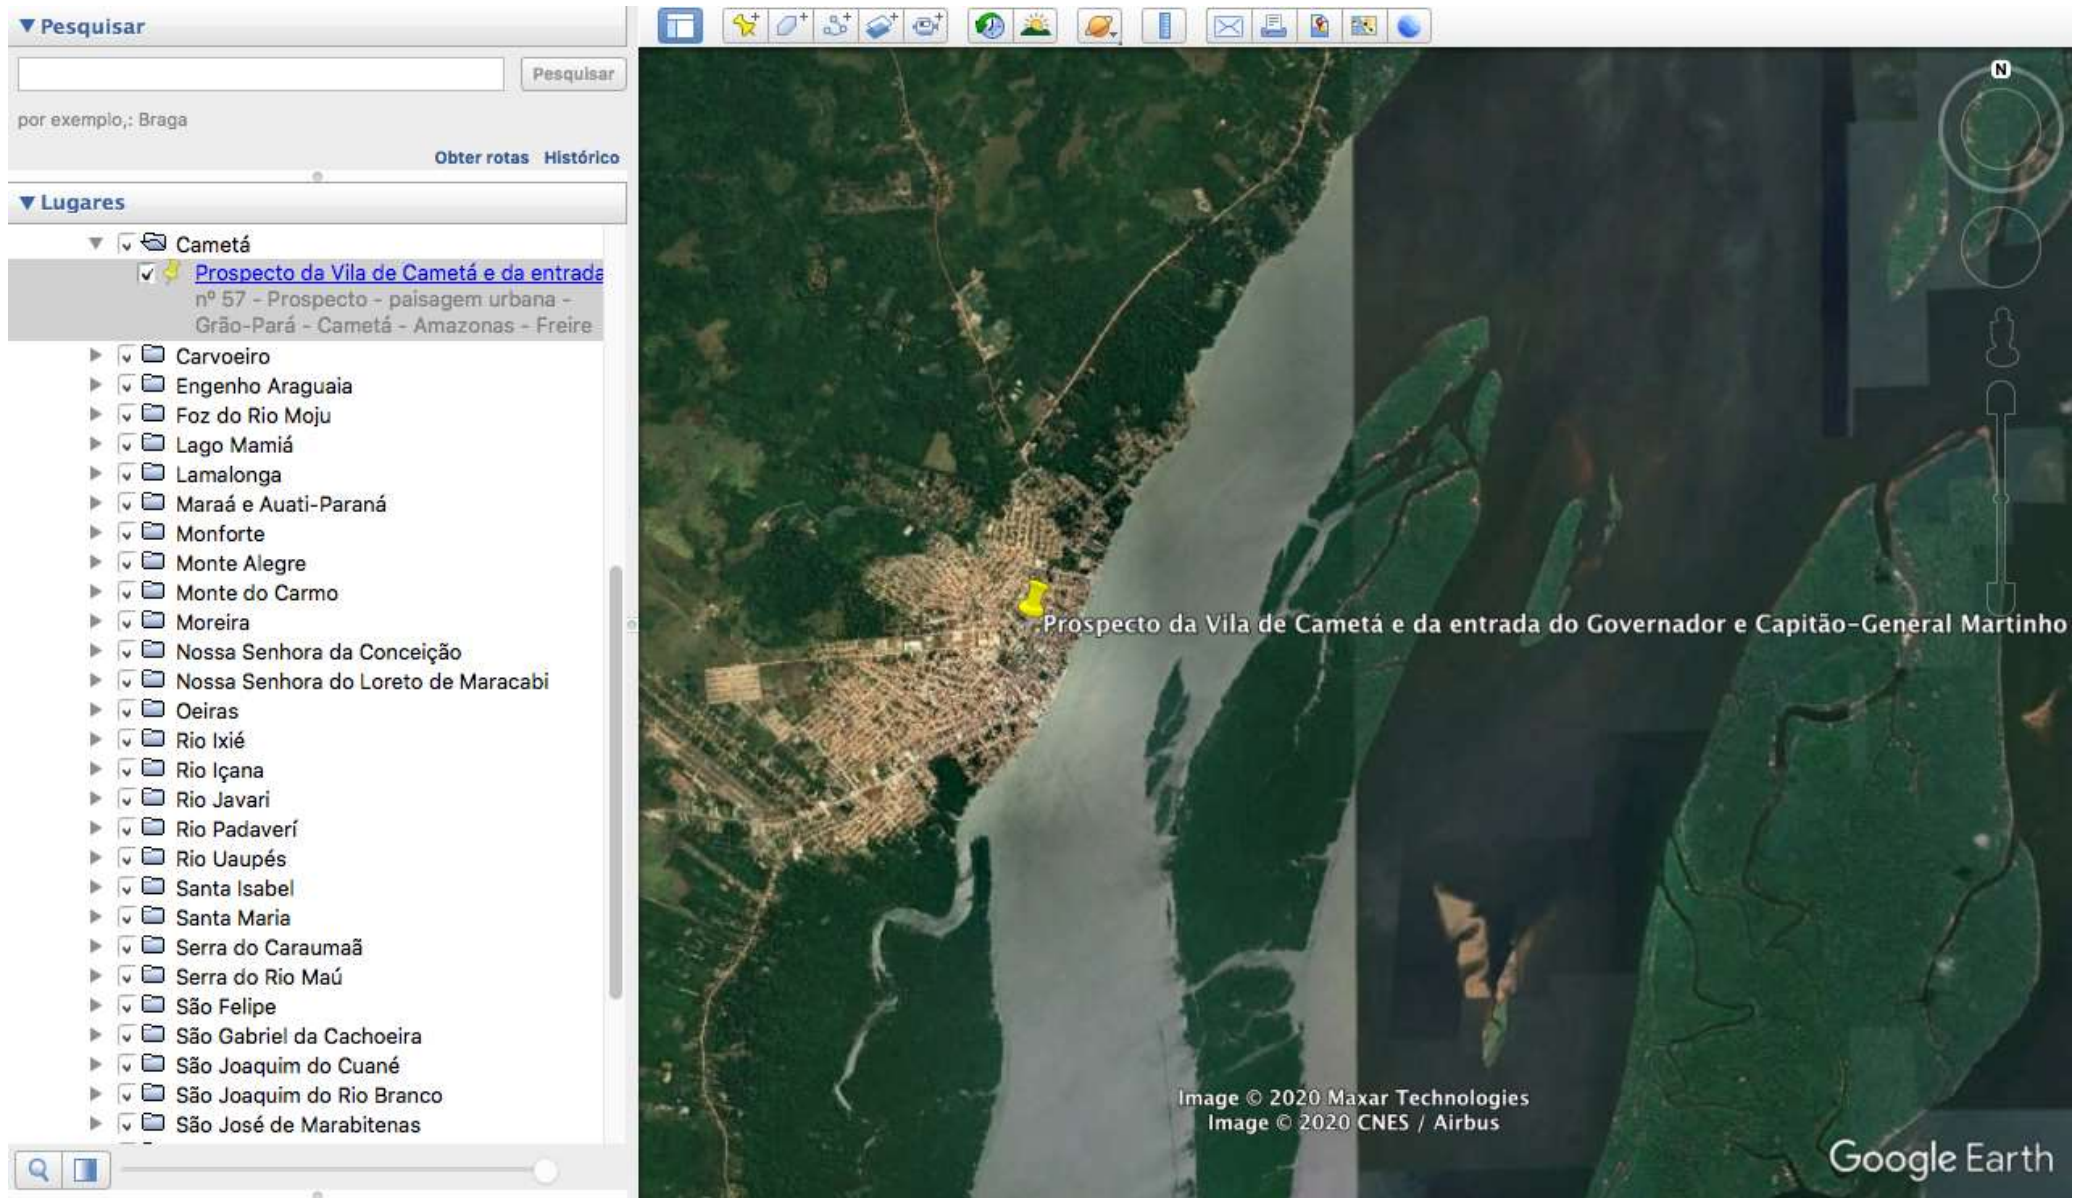 Pesquisar
Pesquisar
por exemplo,: Braga
Obter rotas Histórico
Lugares
Cametá
Prospecto da Vila de Cametá e da entrada
nº 57 - Prospecto - paisagem urbana -
Grão-Pará - Cametá - Amazonas - Freire
Carvoeiro
Engenho Araguaia
Foz do Rio Moju
Lago Mamiá
Lamalonga
Maraá e Auati-Paraná
Monforte
Monte Alegre
Monte do Carmo
Moreira
Nossa Senhora da Conceição
Nossa Senhora do Loreto de Maracabi
Oeiras
Rio Ixié
Rio Içana
Rio Javari
Rio Padaverí
Rio Uaupés
Santa Isabel
Santa Maria
Serra do Caraumaã
Serra do Rio Maú
São Felipe
São Gabriel da Cachoeira
São Joaquim do Cuané
São Joaquim do Rio Branco
São José de Marabitenas
N
Prospecto da Vila de Cametá e da entrada do Governador e Capitão-General Martinho
Image © 2020 Maxar Technologies
Image © 2020 CNES / Airbus
Google Earth